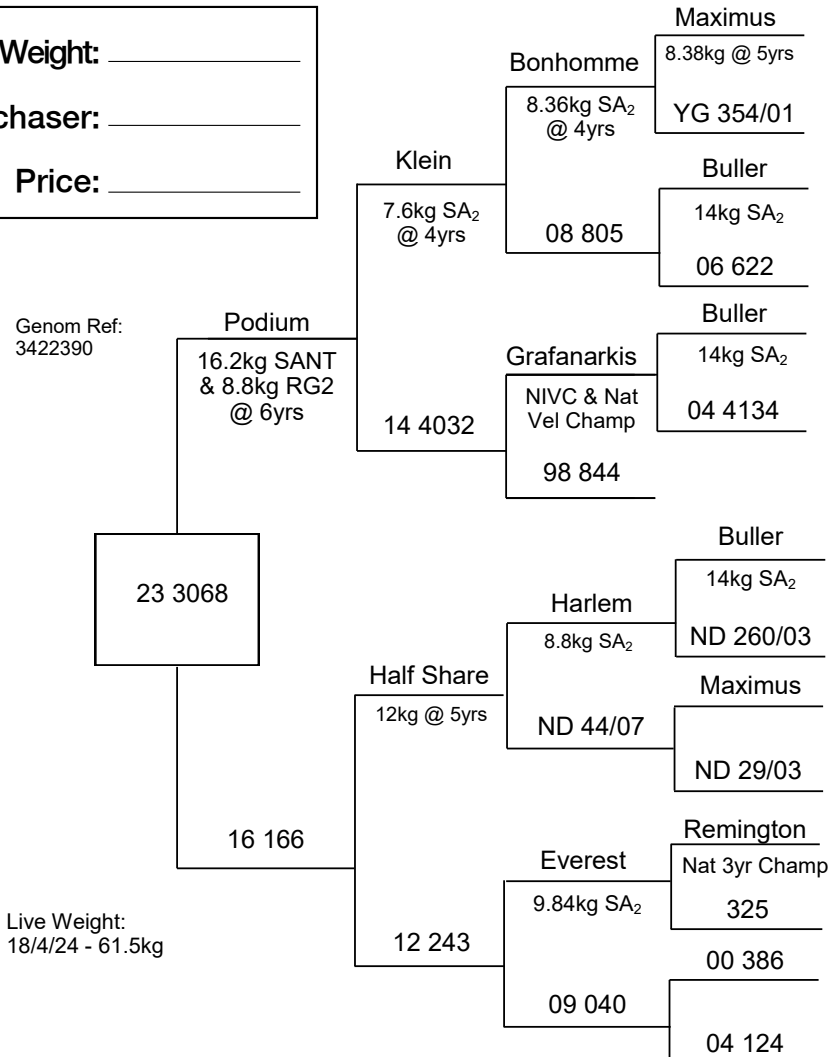 Weight:
chaser:
Price:
Maximus
8.38kg @ 5yrs
Bonhomme
8.36kg SA₂
@ 4yrs
YG 354/01
Klein
7.6kg SA₂
@ 4yrs
Buller
14kg SA₂
08 805
06 622
Genom Ref:
3422390
Podium
16.2kg SANT
& 8.8kg RG2
@ 6yrs
Buller
14kg SA₂
Grafanarkis
NIVC & Nat
Vel Champ
04 4134
14 4032
98 844
23 3068
Buller
14kg SA₂
Harlem
8.8kg SA₂
ND 260/03
Half Share
12kg @ 5yrs
Maximus
ND 44/07
ND 29/03
16 166
Remington
Nat 3yr Champ
Everest
9.84kg SA₂
325
Live Weight:
18/4/24 - 61.5kg
12 243
00 386
09 040
04 124